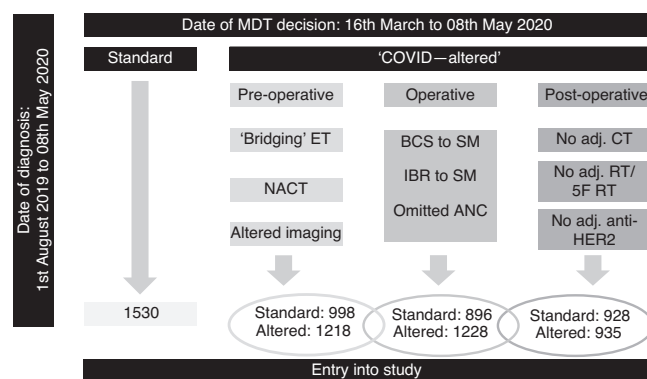 Date of MDT decision: 16th March to 08th May 2020
Date of diagnosis:
1st August 2019 to 08th May 2020
Standard
'COVID—altered'
Pre-operative
Operative
Post-operative
'Bridging' ET
NACT
Altered imaging
BCS to SM
IBR to SM
Omitted ANC
No adj. CT
No adj. RT/
5F RT
No adj. anti-
HER2
1530
Standard: 998
Altered: 1218
Standard: 896
Altered: 1228
Standard: 928
Altered: 935
Entry into study